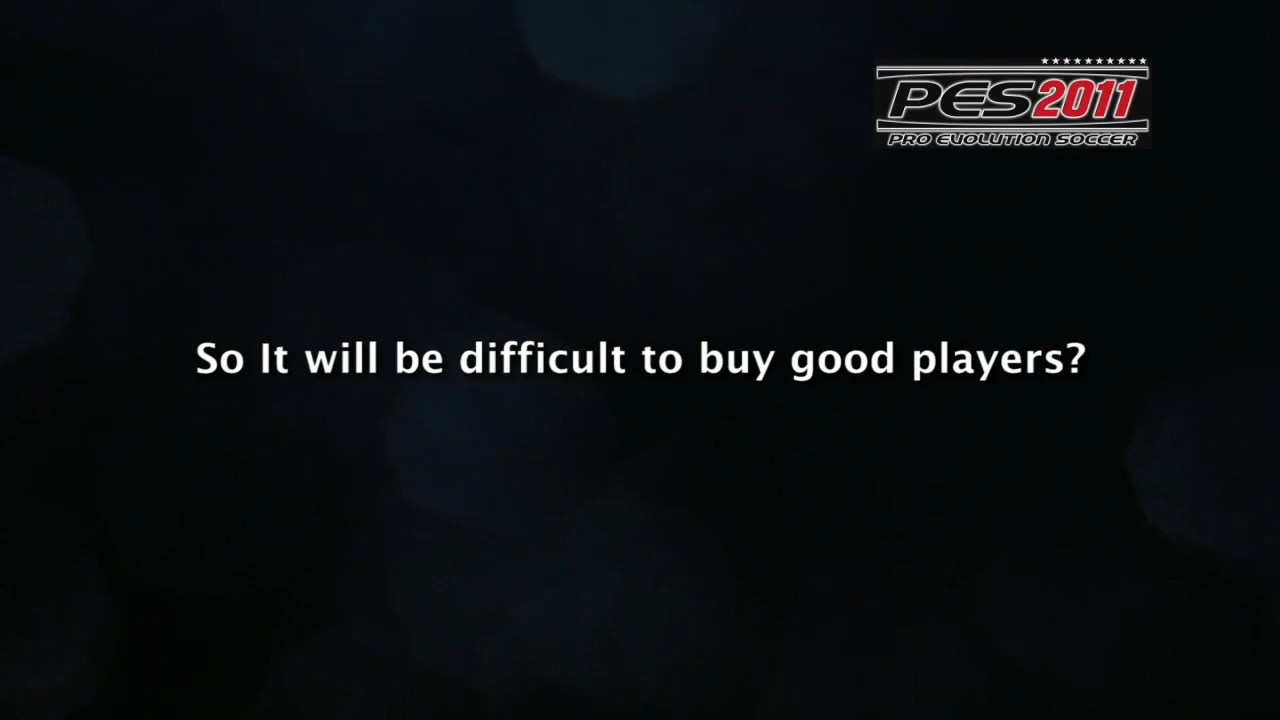 PES2011
PRO EVOLUTION SOCCER
So It will be difficult to buy good players?